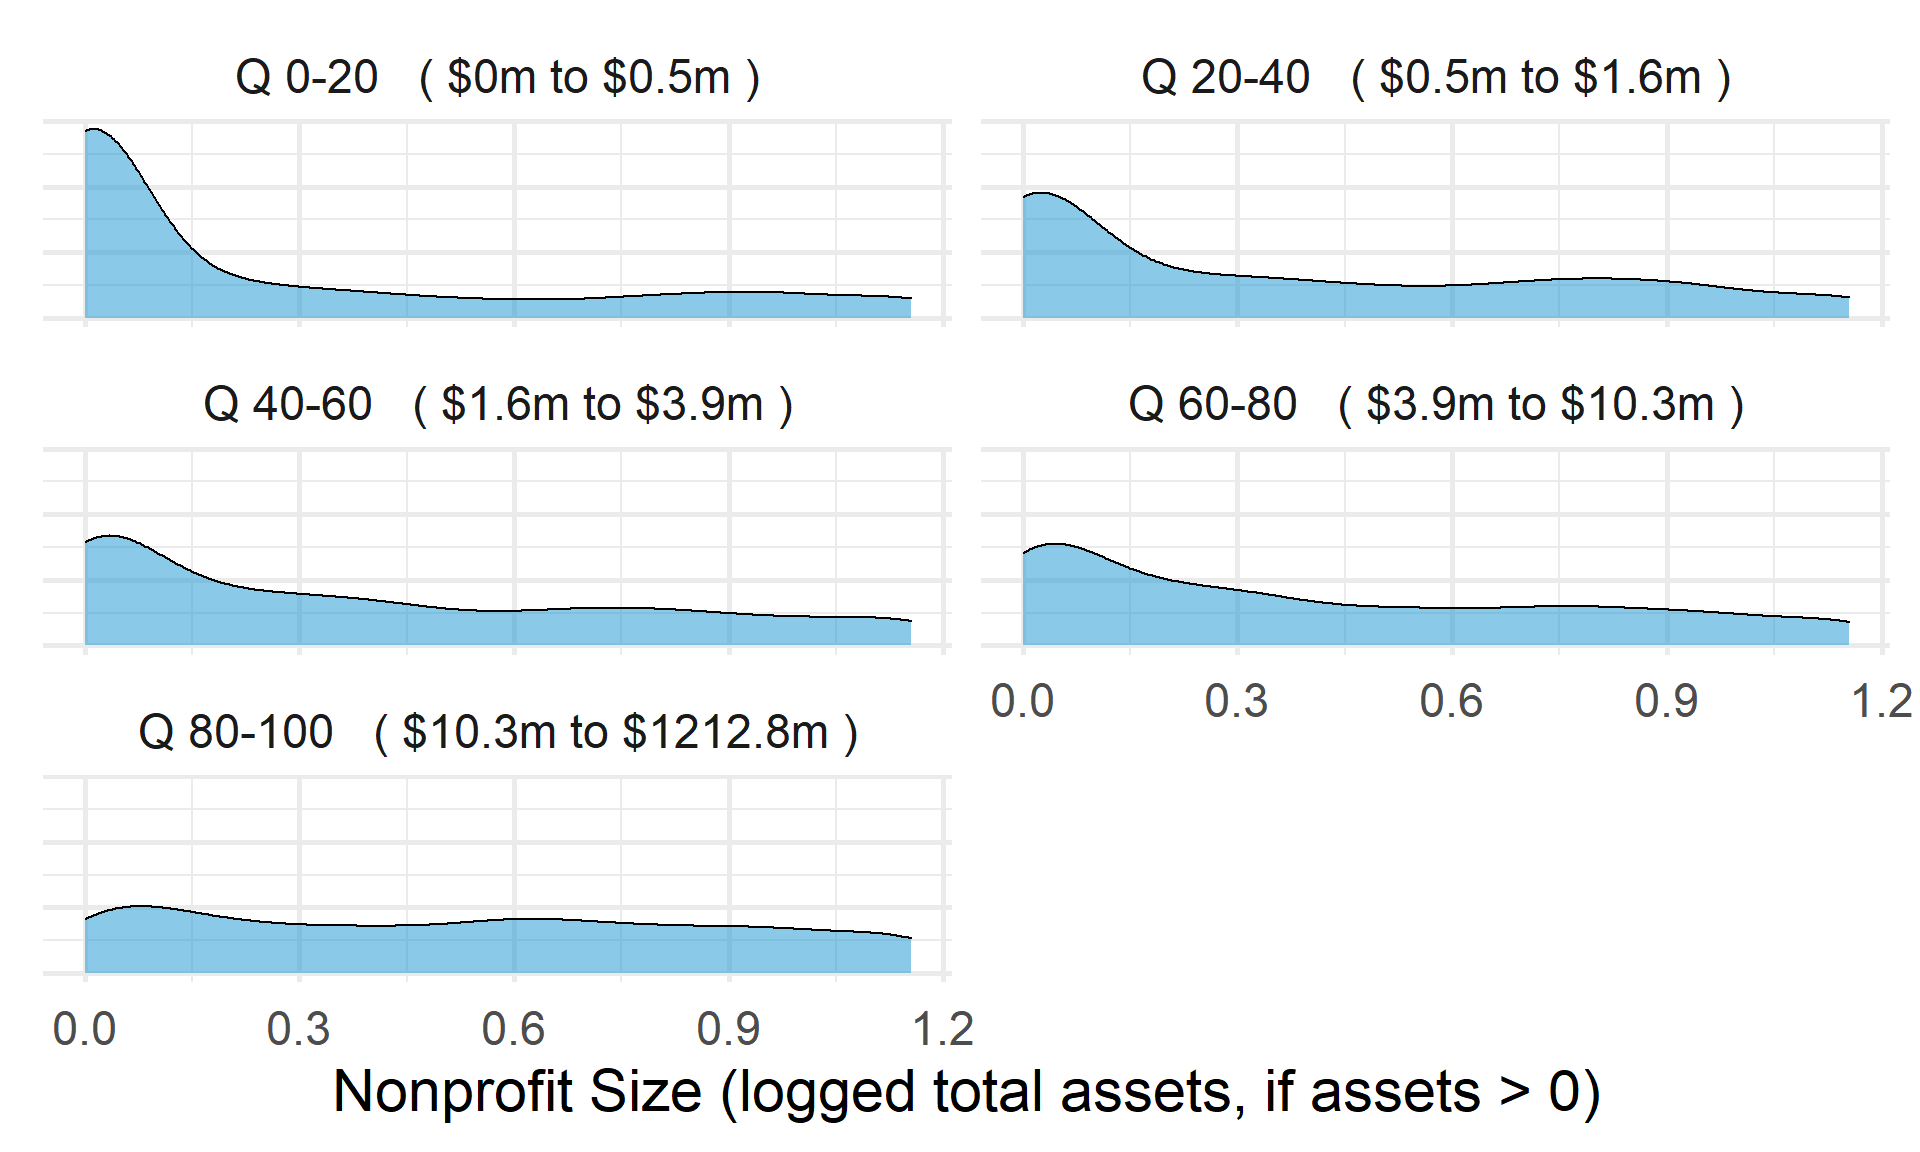 Q 0-20 ( $0m to $0.5m )
Q 20-40 ( $0.5m to $1.6m )
Q 40-60 ( $1.6m to $3.9m )
Q 60-80 ( $3.9m to $10.3m )
0.0 0.3 0.6 0.9 1.2
Q 80-100 ( $10.3m to $1212.8m )
0.0 0.3 0.6 0.9 1.2
Nonprofit Size (logged total assets, if assets > 0)